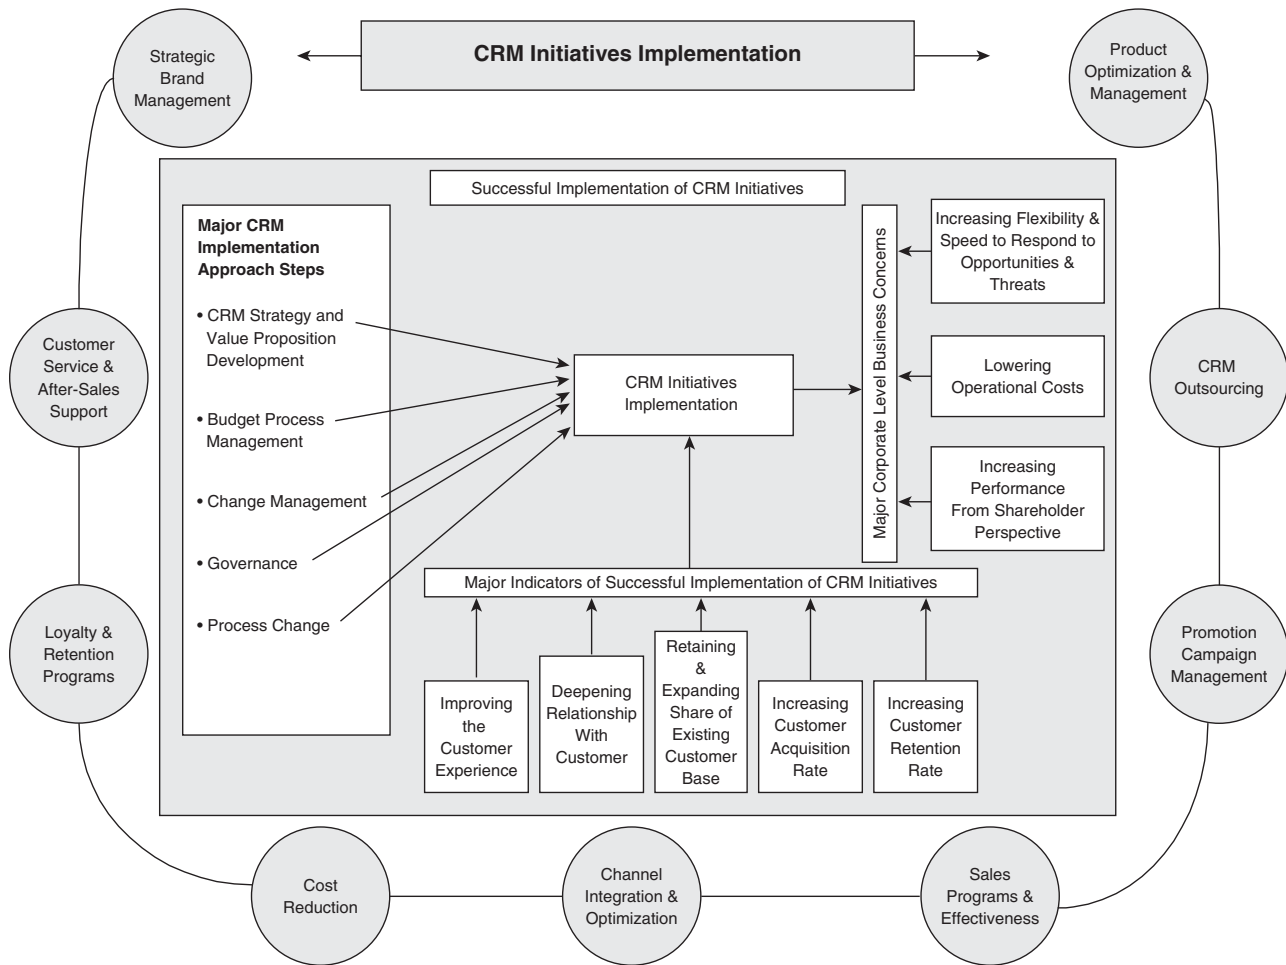 CRM Initiatives Implementation
Strategic
Brand
Management
Product
Optimization &
Management
Successful Implementation of CRM Initiatives
Major CRM
Implementation
Approach Steps
• CRM Strategy and
Value Proposition
Development
• Budget Process
Management
• Change Management
• Governance
• Process Change
CRM Initiatives
Implementation
Major Corporate Level Business Concerns
Increasing Flexibility &
Speed to Respond to
Opportunities &
Threats
Lowering
Operational Costs
Increasing
Performance
From Shareholder
Perspective
Major Indicators of Successful Implementation of CRM Initiatives
Improving
the
Customer
Experience
Deepening
Relationship
With
Customer
Retaining
&
Expanding
Share of
Existing
Customer
Base
Increasing
Customer
Acquisition
Rate
Increasing
Customer
Retention
Rate
Customer
Service &
After-Sales
Support
CRM
Outsourcing
Loyalty &
Retention
Programs
Promotion
Campaign
Management
Cost
Reduction
Channel
Integration &
Optimization
Sales
Programs &
Effectiveness